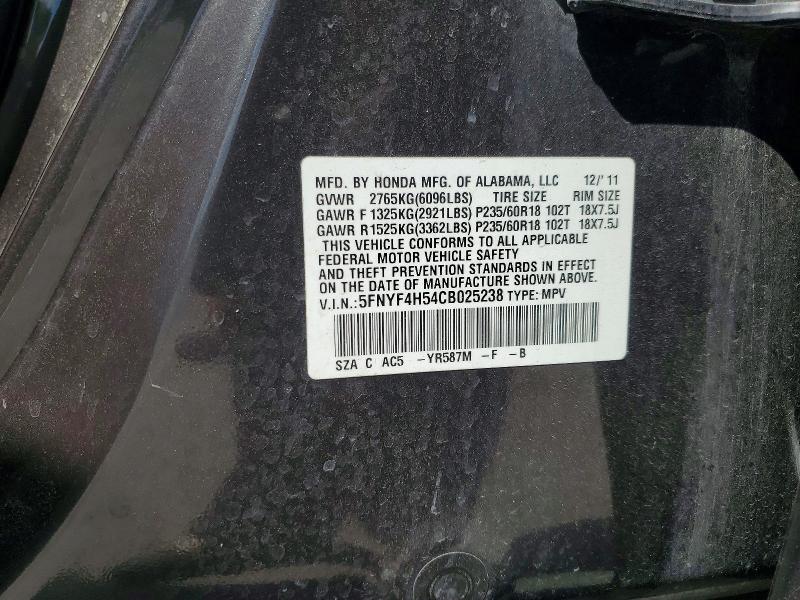 MFD. BY HONDA MFG. OF ALABAMA, LLC 12/'11
GVWR 2765KG(6096LBS) TIRE SIZE RIM SIZE
GAWR F 1325KG(2921LBS) P235/60R18 102T 18X7.5J
GAWR R 1525KG(3362LBS) P235/60R18 102T 18X7.5J
THIS VEHICLE CONFORMS TO ALL APPLICABLE
FEDERAL MOTOR VEHICLE SAFETY
AND THEFT PREVENTION STANDARDS IN EFFECT
ON THE DATE OF MANUFACTURE SHOWN ABOVE.
V.I.N.:5FNYF4H54CB025238 TYPE: MPV
SZA C AC5 -YR587M -F -B